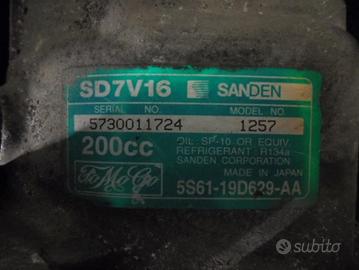 SD7V16 SANDEN
SERIAL NO. MODEL NO.
5730011724 1257
200cc OIL: SP-10 OR EQUIV.
REFRIGERANT: R134a
SANDEN CORPORATION
FoMoCo MADE IN JAPAN
5S61-19D629-AA
subito